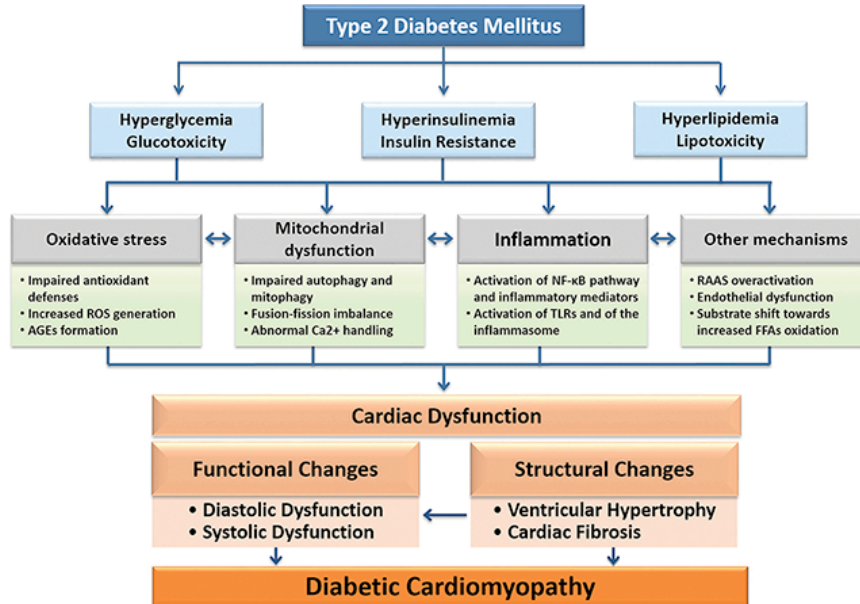 Type 2 Diabetes Mellitus
Hyperglycemia
Glucotoxicity
Hyperinsulinemia
Insulin Resistance
Hyperlipidemia
Lipotoxicity
Oxidative stress
• Impaired antioxidant
defenses
• Increased ROS generation
• AGEs formation
Mitochondrial
dysfunction
• Impaired autophagy and
mitophagy
• Fusion-fission imbalance
• Abnormal Ca2+ handling
Inflammation
• Activation of NF-κB pathway
and inflammatory mediators
• Activation of TLRs and of the
inflammasome
Other mechanisms
• RAAS overactivation
• Endothelial dysfunction
• Substrate shift towards
increased FFAs oxidation
Cardiac Dysfunction
Functional Changes
• Diastolic Dysfunction
• Systolic Dysfunction
Structural Changes
• Ventricular Hypertrophy
• Cardiac Fibrosis
Diabetic Cardiomyopathy